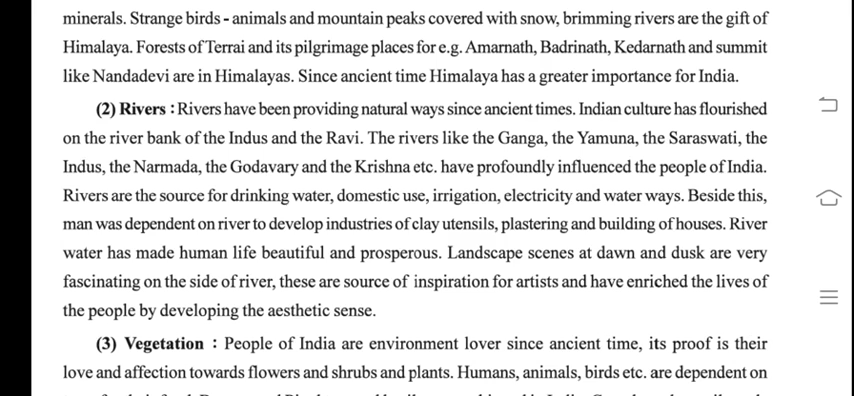 minerals. Strange birds - animals and mountain peaks covered with snow, brimming rivers are the gift of
Himalaya. Forests of Terrai and its pilgrimage places for e.g. Amarnath, Badrinath, Kedarnath and summit
like Nandadevi are in Himalayas. Since ancient time Himalaya has a greater importance for India.
(2) Rivers : Rivers have been providing natural ways since ancient times. Indian culture has flourished
on the river bank of the Indus and the Ravi. The rivers like the Ganga, the Yamuna, the Saraswati, the
Indus, the Narmada, the Godavary and the Krishna etc. have profoundly influenced the people of India.
Rivers are the source for drinking water, domestic use, irrigation, electricity and water ways. Beside this,
man was dependent on river to develop industries of clay utensils, plastering and building of houses. River
water has made human life beautiful and prosperous. Landscape scenes at dawn and dusk are very
fascinating on the side of river, these are source of inspiration for artists and have enriched the lives of
the people by developing the aesthetic sense.
(3) Vegetation : People of India are environment lover since ancient time, its proof is their
love and affection towards flowers and shrubs and plants. Humans, animals, birds etc. are dependent on